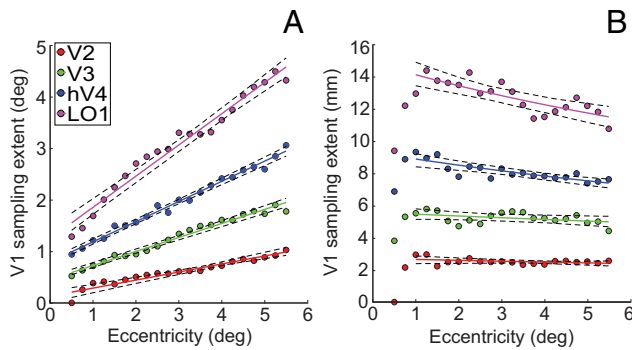 A
B
V2
V3
hV4
LO1
V1 sampling extent (deg)
5
4
3
2
1
0
0 1 2 3 4 5 6
Eccentricity (deg)
V1 sampling extent (mm)
16
14
12
10
8
6
4
2
0
0 1 2 3 4 5 6
Eccentricity (deg)